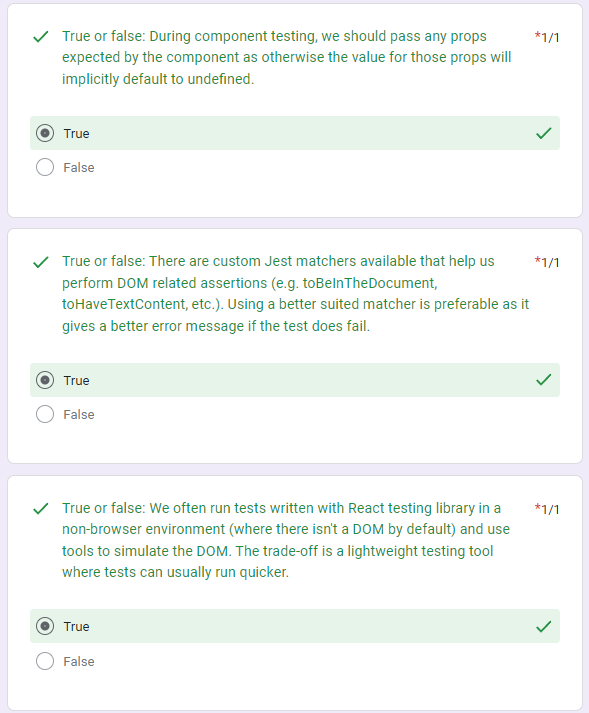 True or false: During component testing, we should pass any props
*1/1
expected by the component as otherwise the value for those props will
implicitly default to undefined.
True
False
True or false: There are custom Jest matchers available that help us
*1/1
perform DOM related assertions (e.g. toBeInTheDocument,
toHaveTextContent, etc.). Using a better suited matcher is preferable as it
gives a better error message if the test does fail.
True
False
True or false: We often run tests written with React testing library in a
*1/1
non-browser environment (where there isn't a DOM by default) and use
tools to simulate the DOM. The trade-off is a lightweight testing tool
where tests can usually run quicker.
True
False